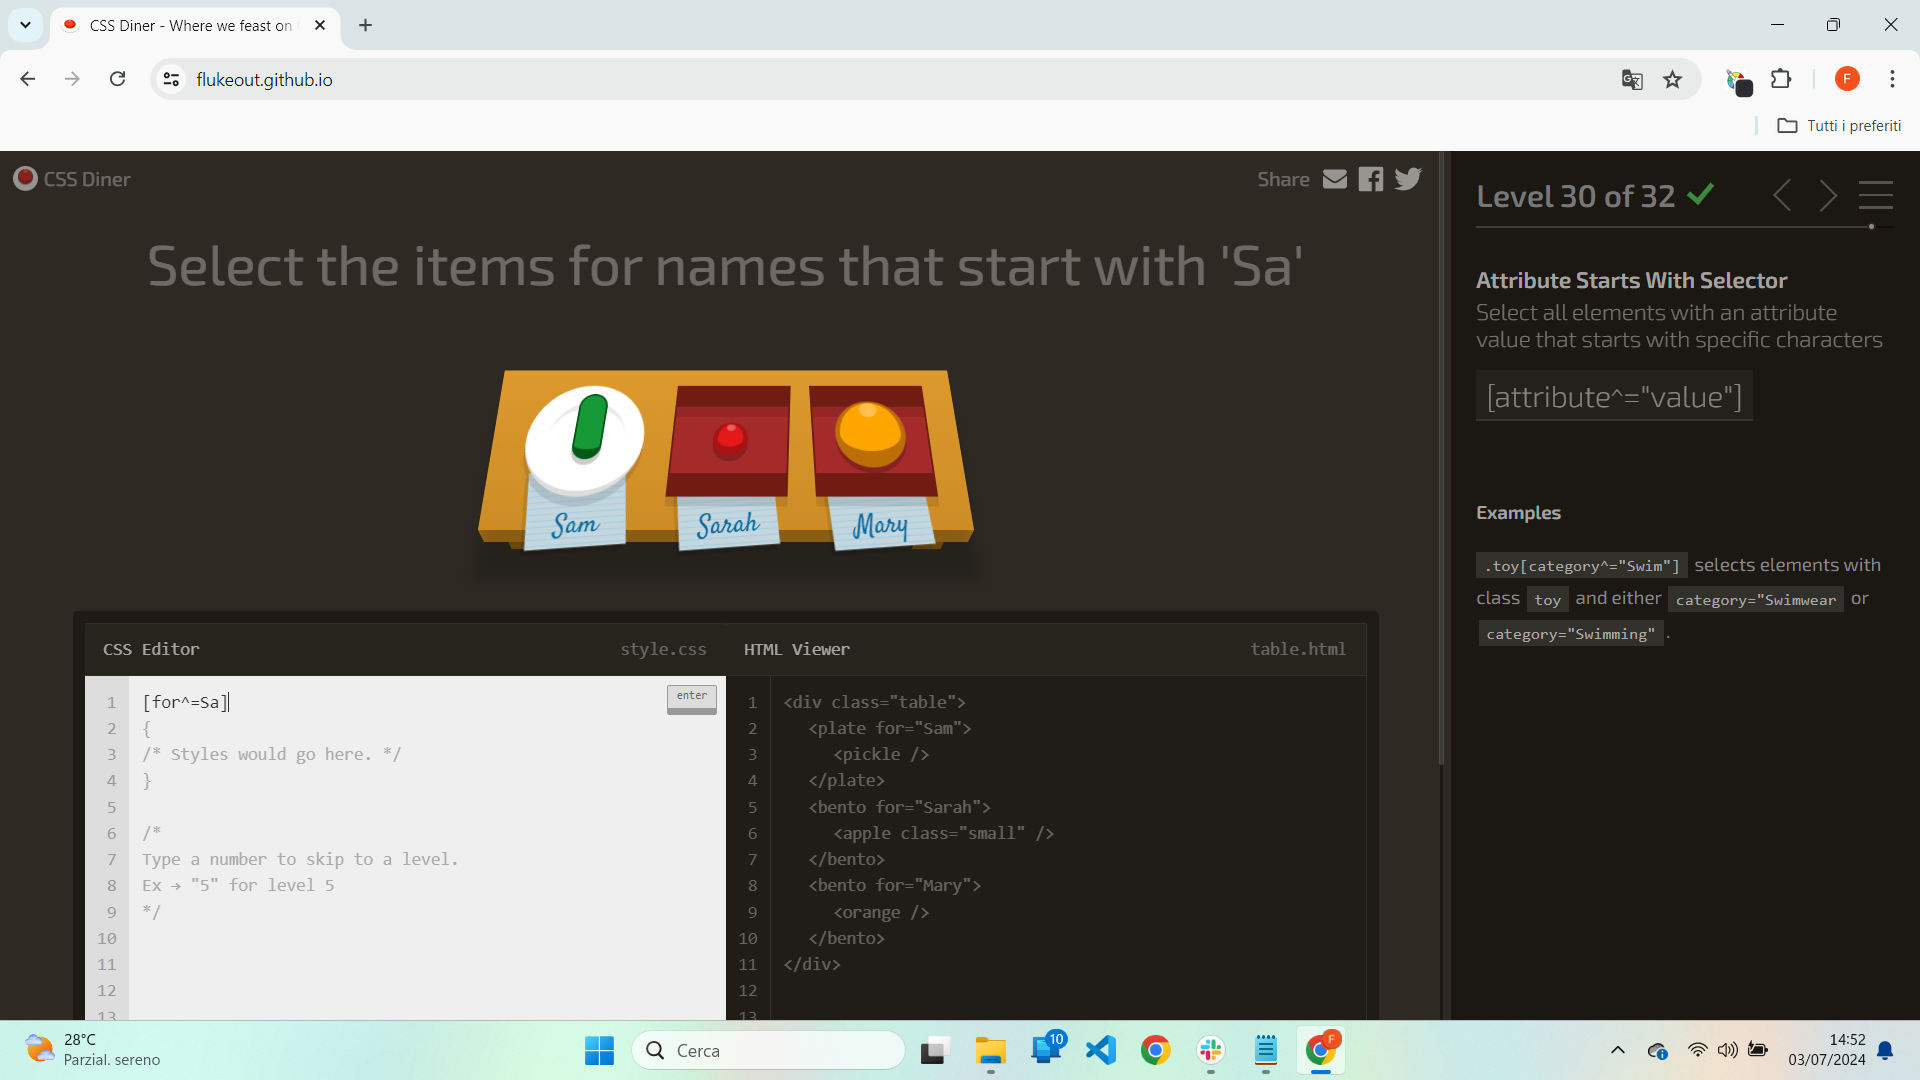 CSS Diner - Where we feast on
flukeout.github.io
F
Tutti i preferiti
CSS Diner
Share
Select the items for names that start with 'Sa'
Sam
Sarah
Mary
CSS Editor
style.css
HTML Viewer
table.html
enter
1 [for^=Sa]
2 {
3 /* Styles would go here. */
4 }
5
6 /*
7 Type a number to skip to a level.
8 Ex → "5" for level 5
9 */
10
11
12
13
1 <div class="table">
2 <plate for="Sam">
3 <pickle />
4 </plate>
5 <bento for="Sarah">
6 <apple class="small" />
7 </bento>
8 <bento for="Mary">
9 <orange />
10 </bento>
11 </div>
12
13
Level 30 of 32
Attribute Starts With Selector
Select all elements with an attribute
value that starts with specific characters
[attribute^="value"]
Examples
.toy[category^="Swim"] selects elements with
class toy and either category="Swimwear or
category="Swimming" .
28°C
Parzial. sereno
Cerca
10
F
14:52
03/07/2024